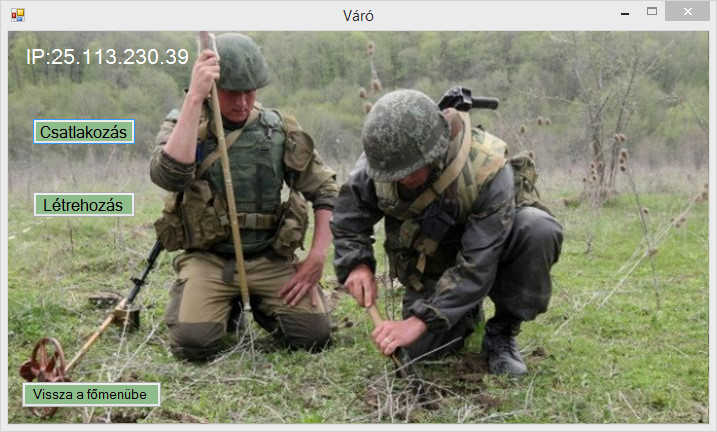 Váró
IP:25.113.230.39
Csatlakozás
Létrehozás
Vissza a főmenübe